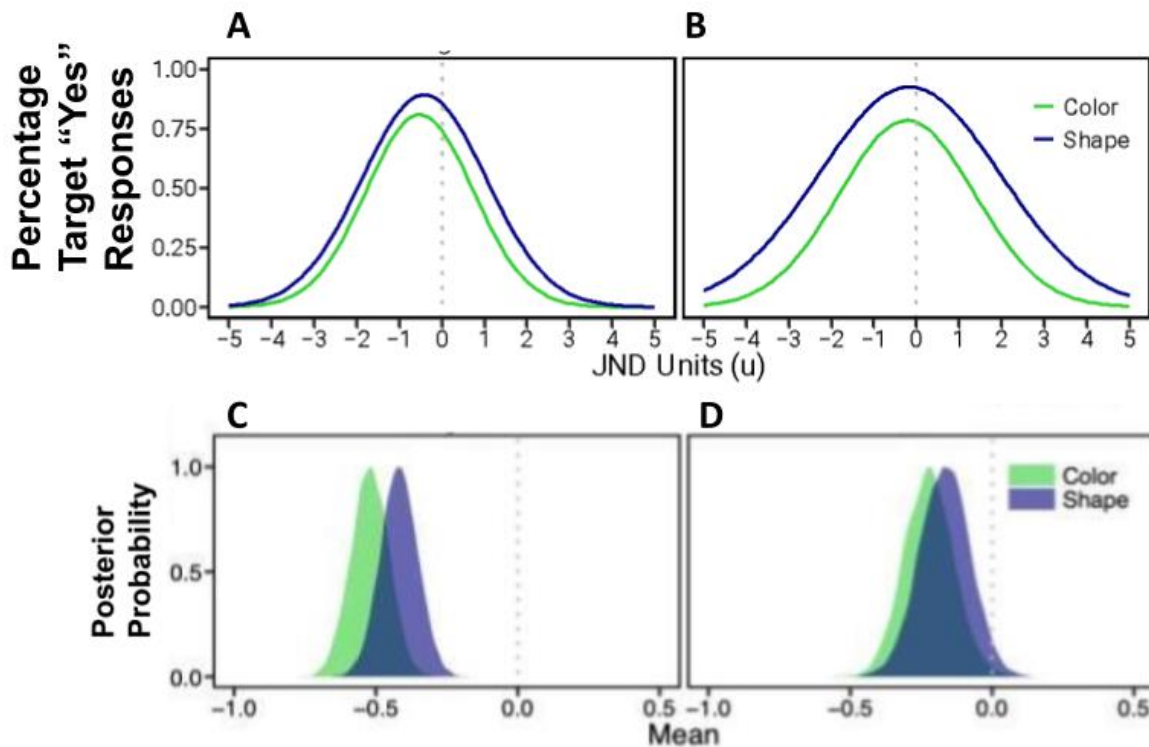 A
B
Percentage
Target “Yes”
Responses
1.00
0.75
0.50
0.25
0.00
Color
Shape
−5 −4 −3 −2 −1 0 1 2 3 4 5
−5 −4 −3 −2 −1 0 1 2 3 4 5
JND Units (u)
C
D
Posterior
Probability
1.0
0.5
0.0
Color
Shape
−1.0 −0.5 0.0 0.5
−1.0 −0.5 0.0 0.5
Mean